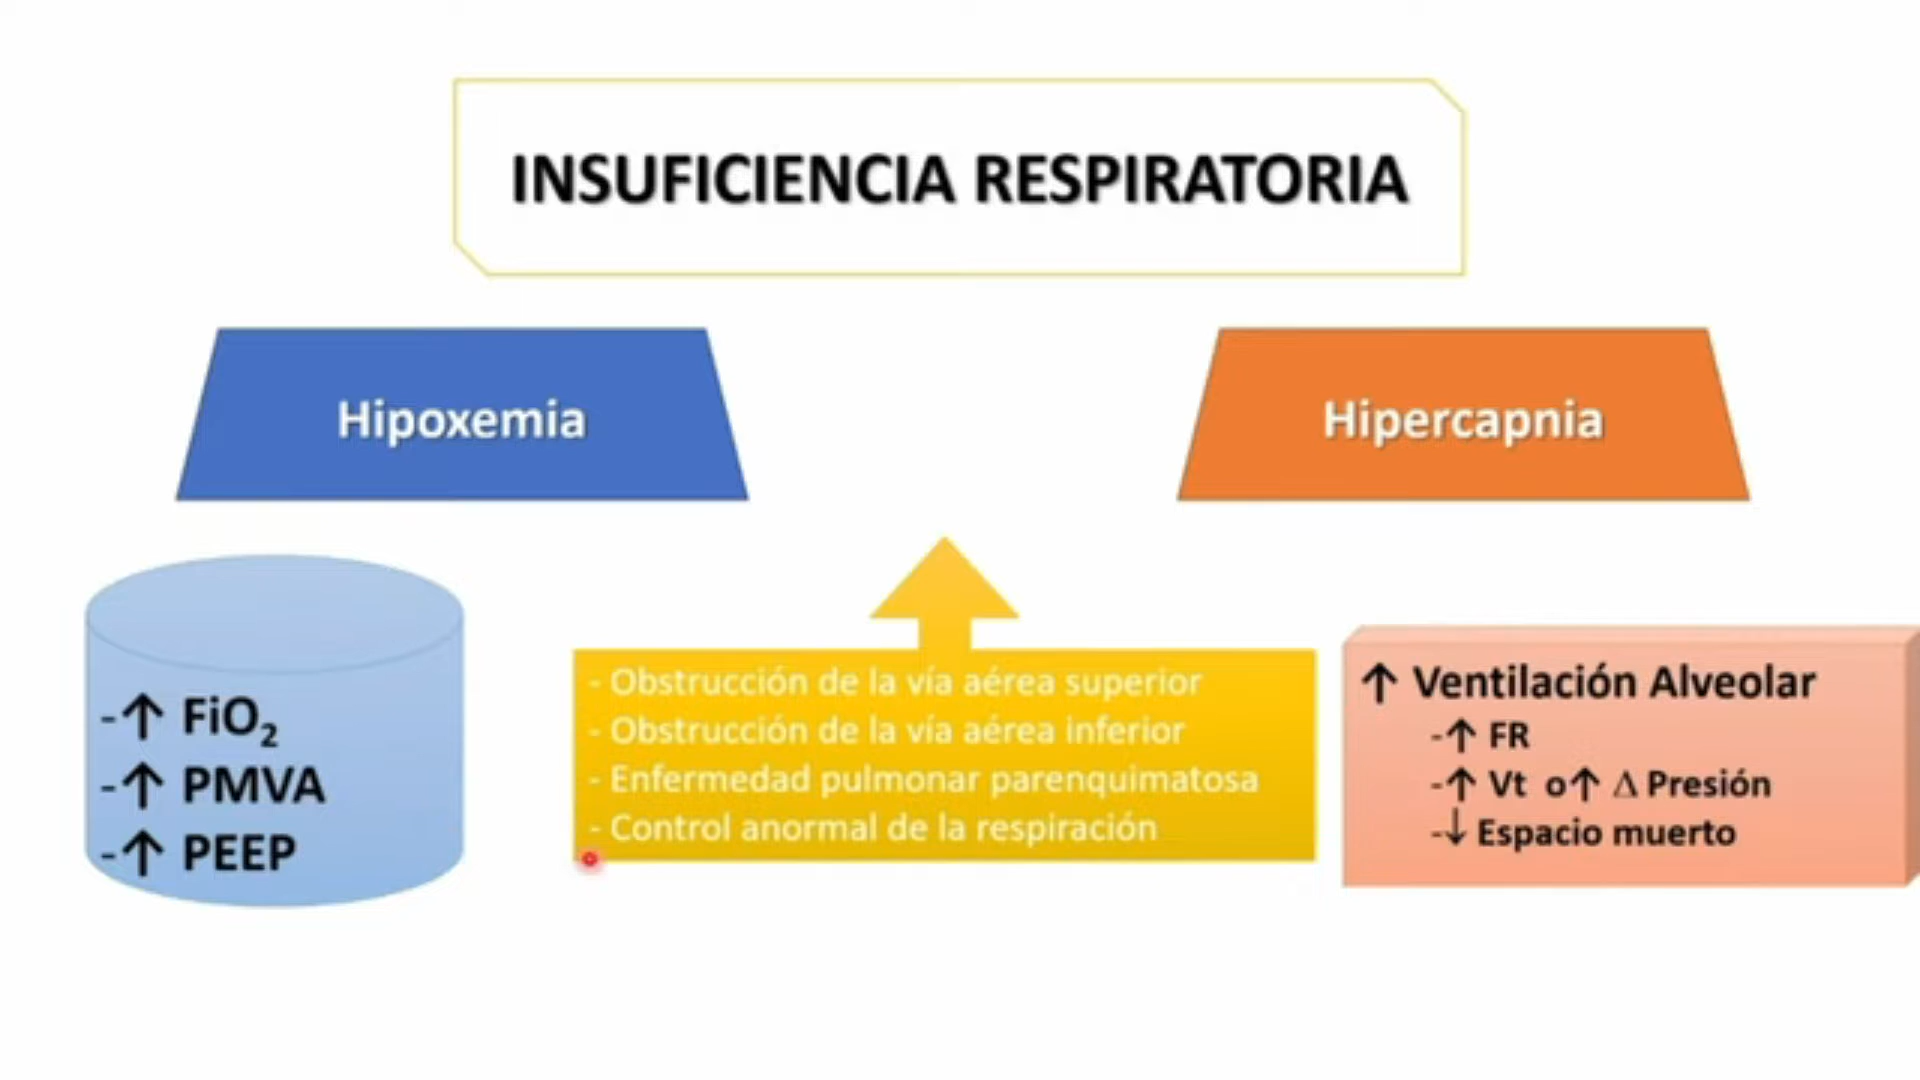 INSUFICIENCIA RESPIRATORIA
Hipoxemia
Hipercapnia
-↑ FiO₂
-↑ PMVA
-↑ PEEP
- Obstrucción de la vía aérea superior
- Obstrucción de la vía aérea inferior
- Enfermedad pulmonar parenquimatosa
- Control anormal de la respiración
↑ Ventilación Alveolar
-↑ FR
-↑ Vt o↑ Δ Presión
-↓ Espacio muerto